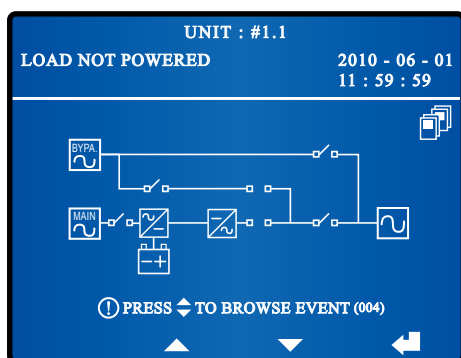 UNIT : #1.1
LOAD NOT POWERED
2010 - 06 - 01
11 : 59 : 59
BYPA.
MAIN
PRESS TO BROWSE EVENT (004)